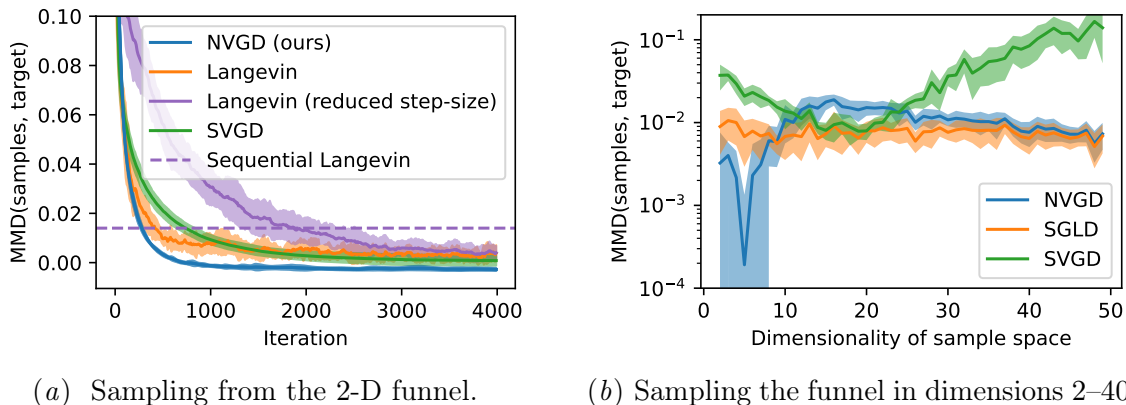 MMD(samples, target)
0.10
0.08
0.06
0.04
0.02
0.00
NVGD (ours)
Langevin
Langevin (reduced step-size)
SVGD
Sequential Langevin
0
1000
2000
3000
4000
Iteration
(a) Sampling from the 2-D funnel.
MMD(samples, target)
10⁻¹
10⁻²
10⁻³
10⁻⁴
NVGD
SGLD
SVGD
0
10
20
30
40
50
Dimensionality of sample space
(b) Sampling the funnel in dimensions 2–40